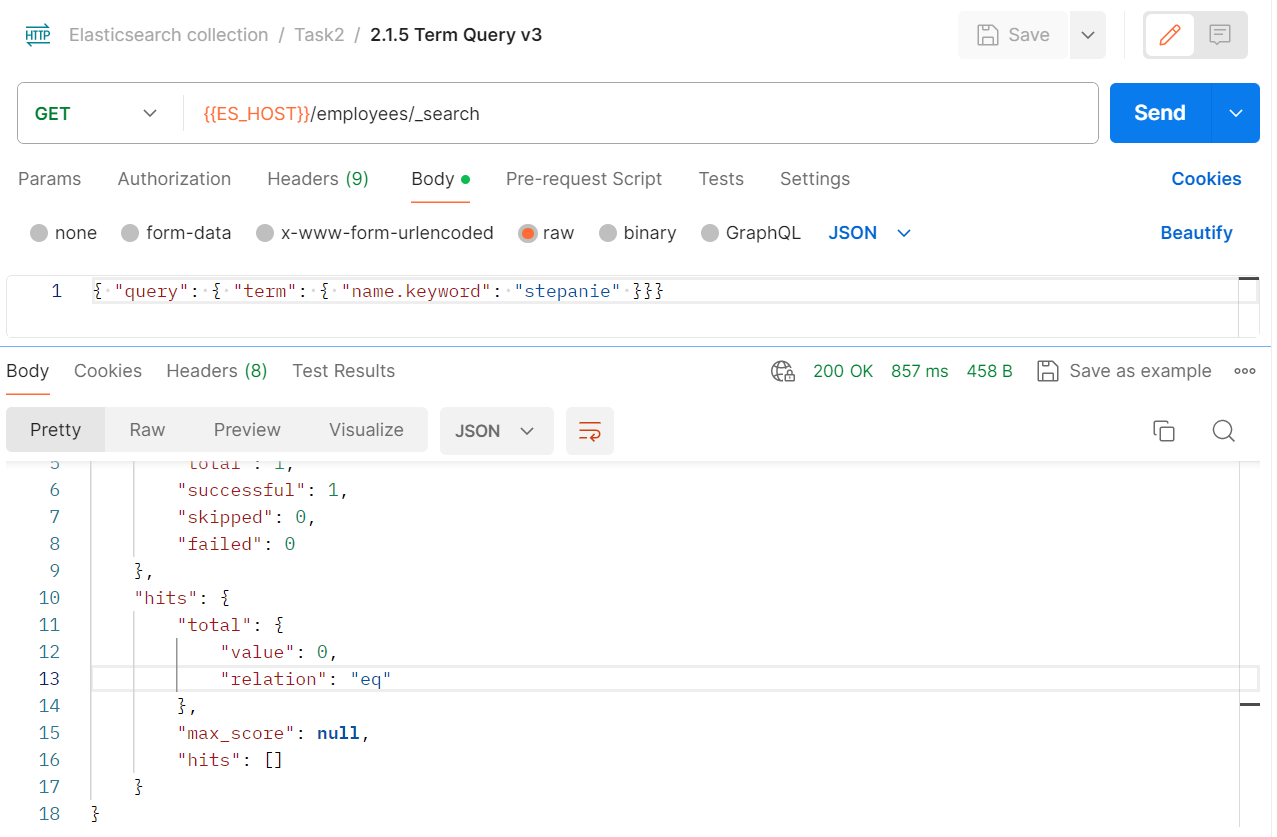 HTTP Elasticsearch collection / Task2 / 2.1.5 Term Query v3 Save
GET {{ES_HOST}}/employees/_search Send
Params Authorization Headers (9) Body Pre-request Script Tests Settings Cookies
none form-data x-www-form-urlencoded raw binary GraphQL JSON Beautify
1 { "query": { "term": { "name.keyword": "stepanie" }}}
Body Cookies Headers (8) Test Results 200 OK 857 ms 458 B Save as example
Pretty Raw Preview Visualize JSON
5 "total": 1,
6 "successful": 1,
7 "skipped": 0,
8 "failed": 0
9 },
10 "hits": {
11 "total": {
12 "value": 0,
13 "relation": "eq"
14 },
15 "max_score": null,
16 "hits": []
17 }
18 }